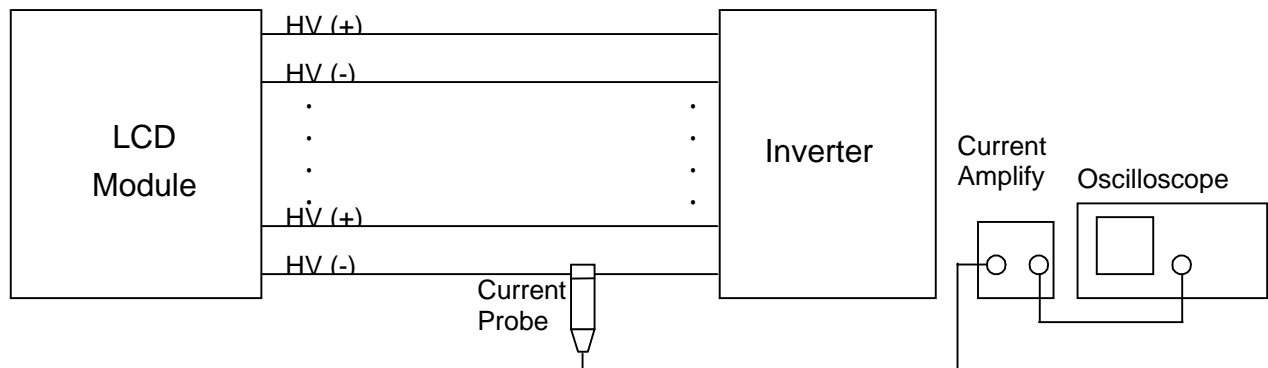 HV (+)
HV (-)
LCD
Module
Inverter
Current
Amplify
Oscilloscope
HV (+)
HV (-)
Current
Probe